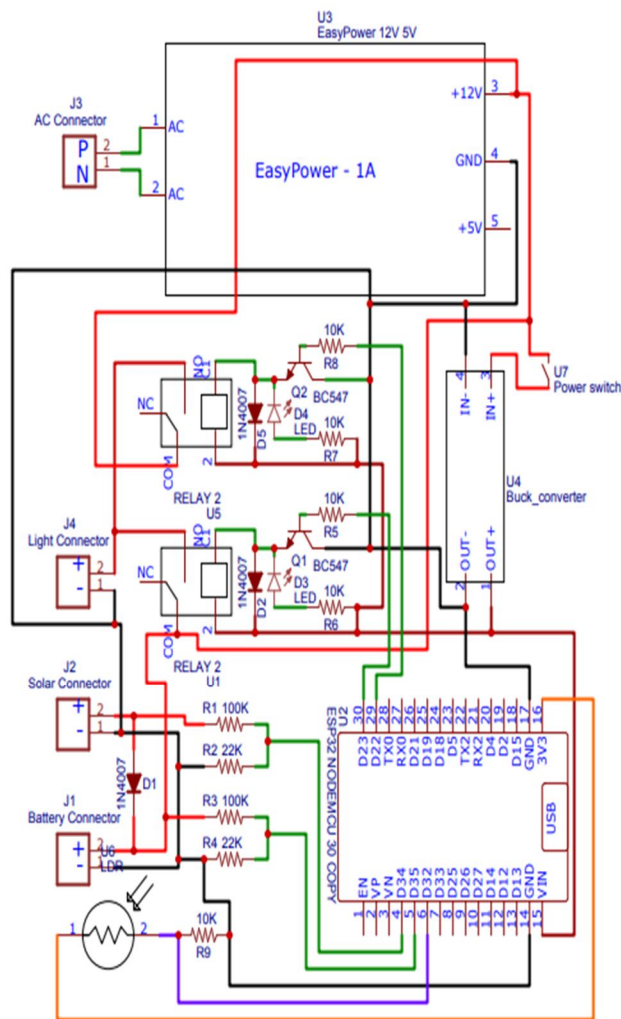 U3
EasyPower 12V 5V
J3
AC Connector
P
N
2
1
1
AC
2
AC
EasyPower - 1A
+12V
3
GND
4
+5V
5
10K
R8
NO
C1
NC
COM
2
1N4007
D5
Q2
BC547
D4
LED
10K
R7
RELAY 2
U5
4
3
IN-
IN+
U7
Power switch
U4
Buck_converter
OUT-
OUT+
2
1
J4
Light Connector
+
-
2
1
10K
R5
NO
C1
NC
COM
2
1N4007
D2
Q1
BC547
D3
LED
10K
R6
RELAY 2
U1
J2
Solar Connector
+
-
2
1
R1 100K
R2 22K
R3 100K
R4 22K
1N4007
D1
J1
Battery Connector
+
-
2
1
U6
LDR
1
2
10K
R9
U2
ESP32 NODEMCU 30 COPY
30 29 28 27 26 25 24 23 22 21 20 19 18 17 16
D23 D22 TX0 RX0 D21 D19 D18 D5 TX2 RX2 D4 D2 D15 GND 3V3
USB
EN VP VN D34 D35 D32 D33 D25 D26 D27 D14 D12 D13 GND VIN
1 2 3 4 5 6 7 8 9 10 11 12 13 14 15